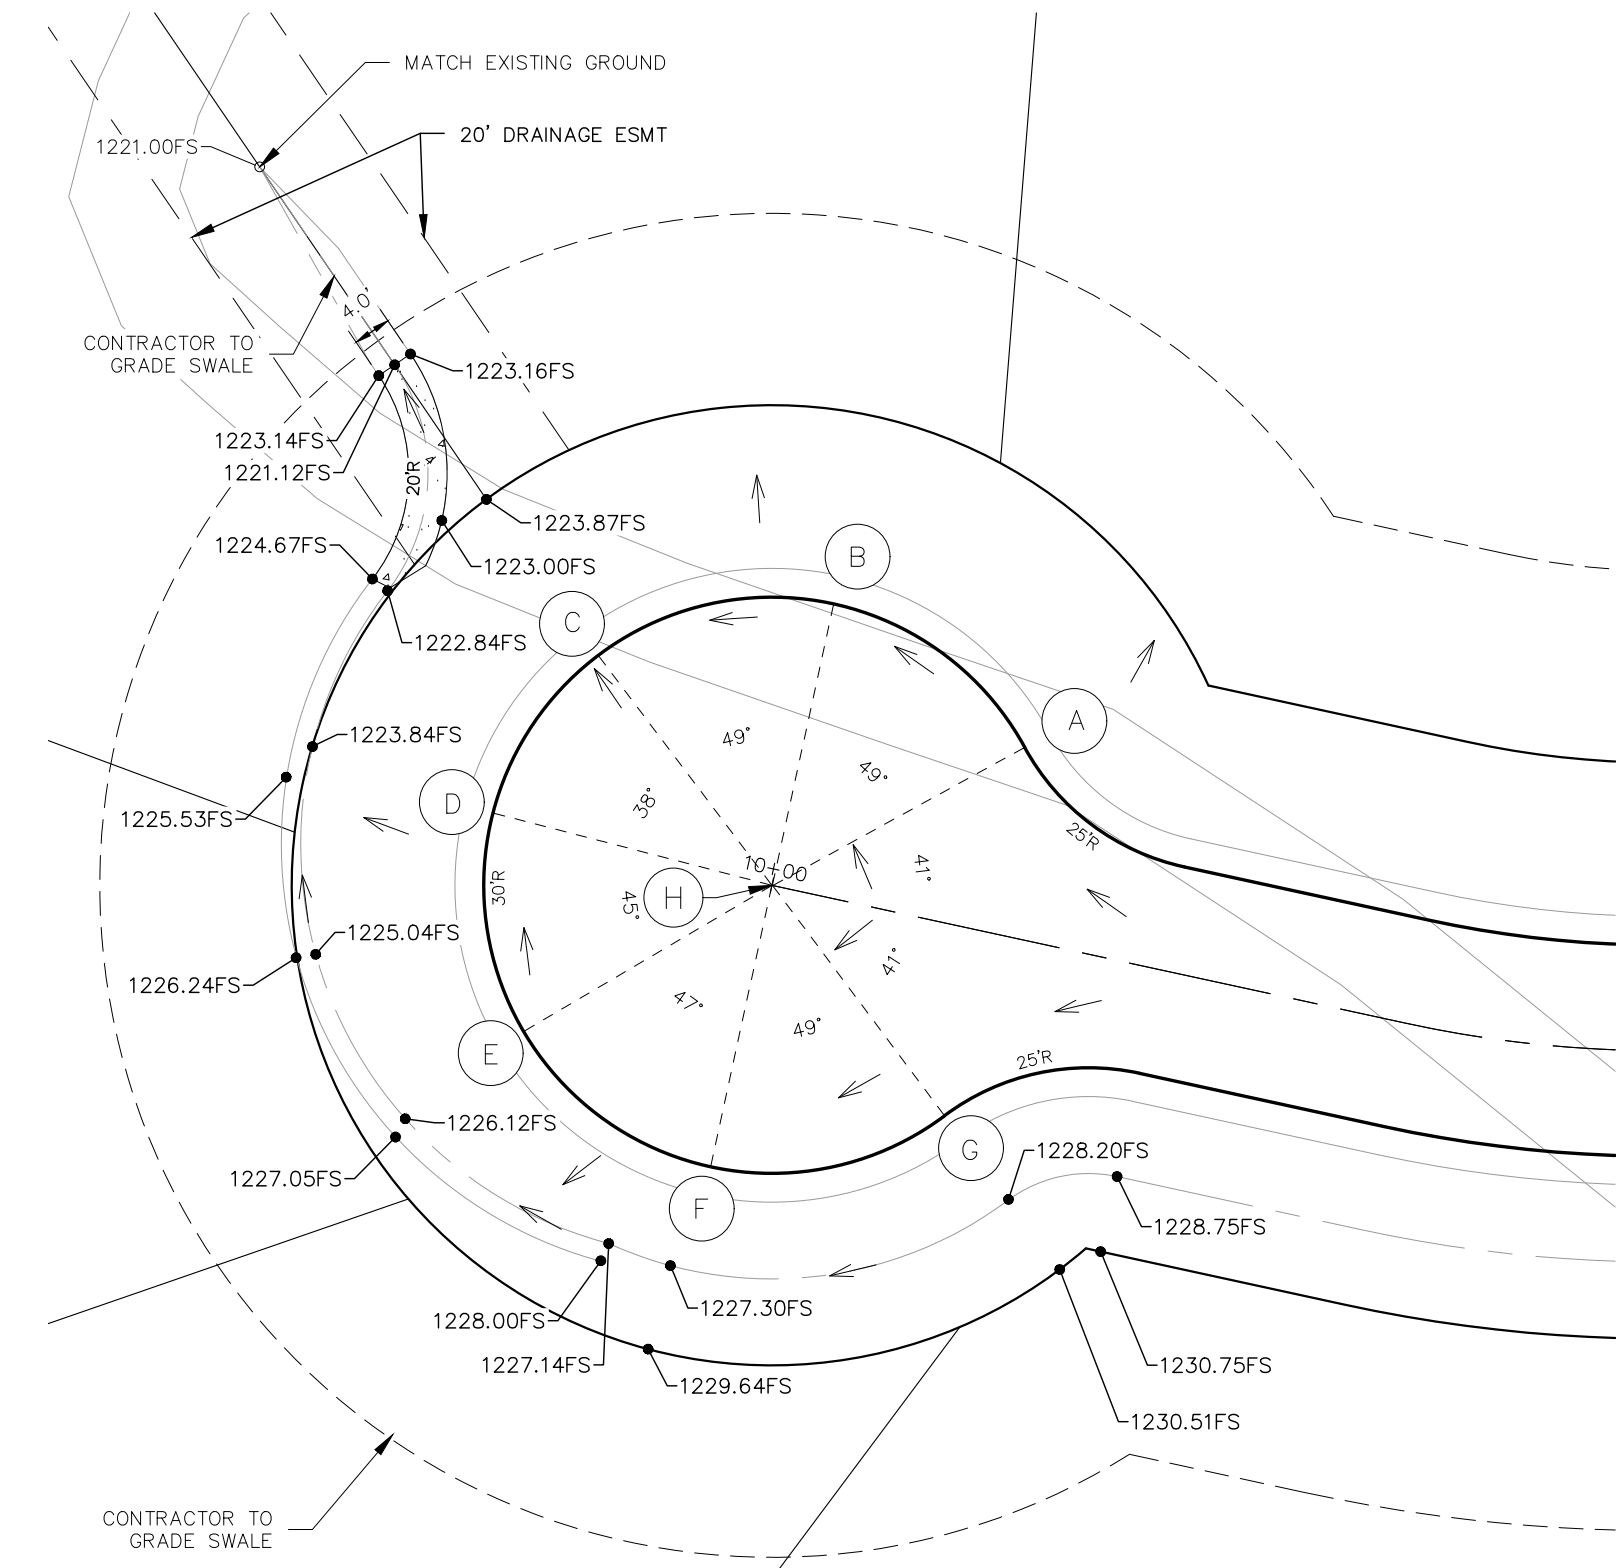 MATCH EXISTING GROUND
20' DRAINAGE ESMT
1221.00FS
4.0'
CONTRACTOR TO
GRADE SWALE
1223.16FS
1223.14FS
1221.12FS
20'R
1223.87FS
1224.67FS
1223.00FS
B
C
1222.84FS
A
1223.84FS
49°
49°
38°
D
1225.53FS
25'R
10+00
41°
30'R
45°
H
1225.04FS
41°
1226.24FS
47°
49°
E
25'R
1226.12FS
G
1228.20FS
1227.05FS
F
1228.75FS
1227.30FS
1228.00FS
1227.14FS
1230.75FS
1229.64FS
1230.51FS
CONTRACTOR TO
GRADE SWALE